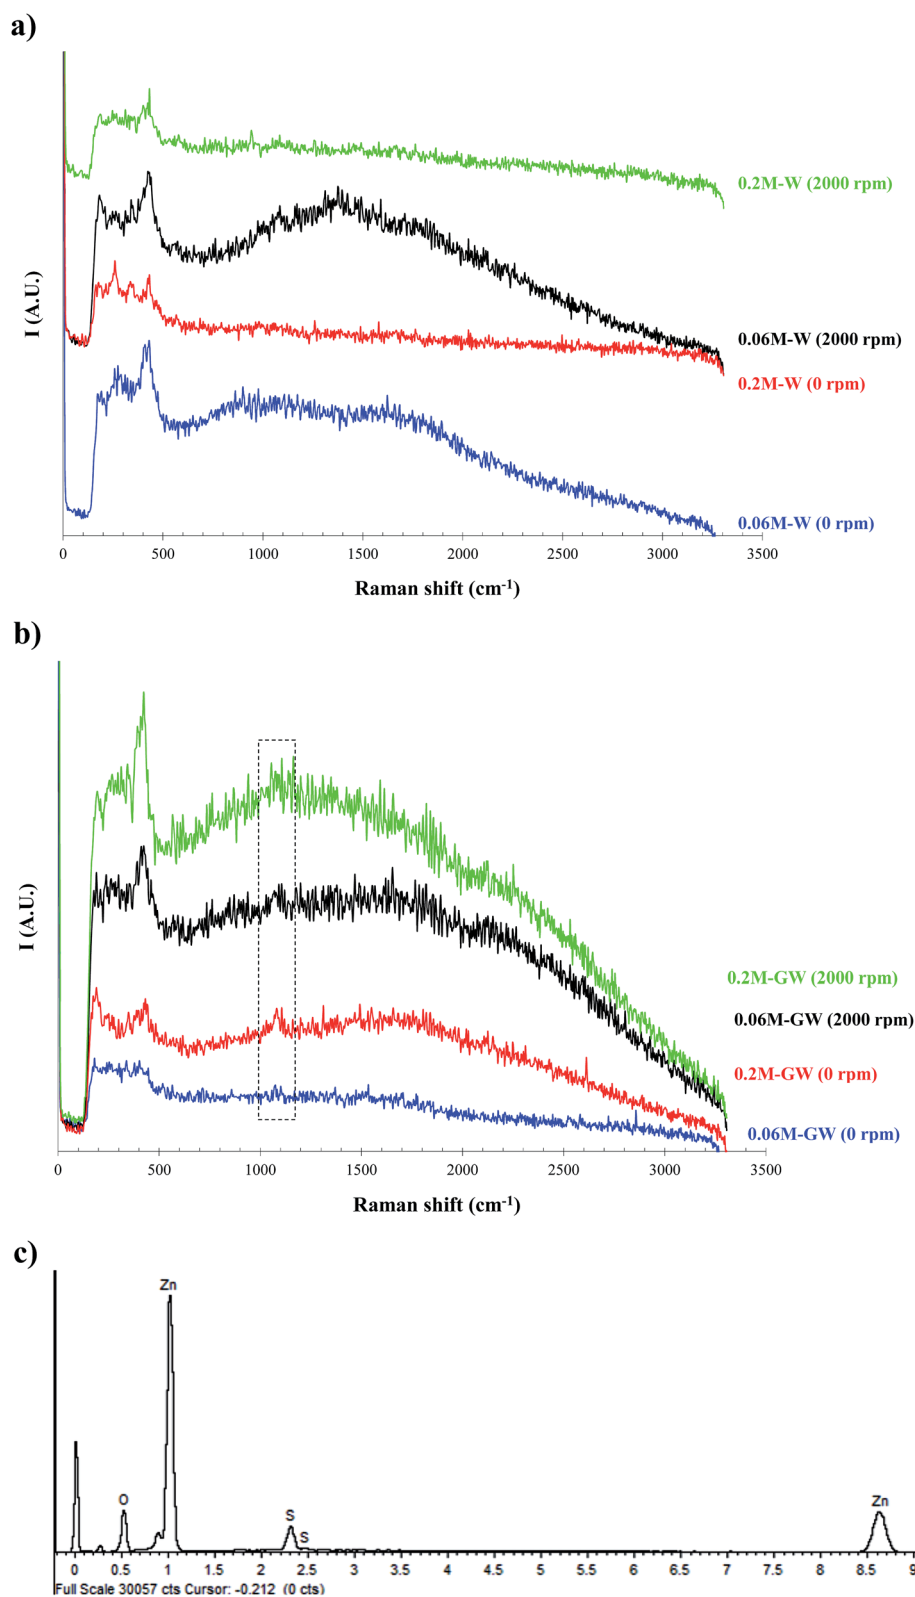 a)
I (A.U.)
0.2M-W (2000 rpm)
0.06M-W (2000 rpm)
0.2M-W (0 rpm)
0.06M-W (0 rpm)
0 500 1000 1500 2000 2500 3000 3500
Raman shift (cm-1)
b)
I (A.U.)
0.2M-GW (2000 rpm)
0.06M-GW (2000 rpm)
0.2M-GW (0 rpm)
0.06M-GW (0 rpm)
0 500 1000 1500 2000 2500 3000 3500
Raman shift (cm-1)
c)
Zn
O
S
S
Zn
0 0.5 1 1.5 2 2.5 3 3.5 4 4.5 5 5.5 6 6.5 7 7.5 8 8.5 9
Full Scale 30057 cts Cursor: -0.212 (0 cts)